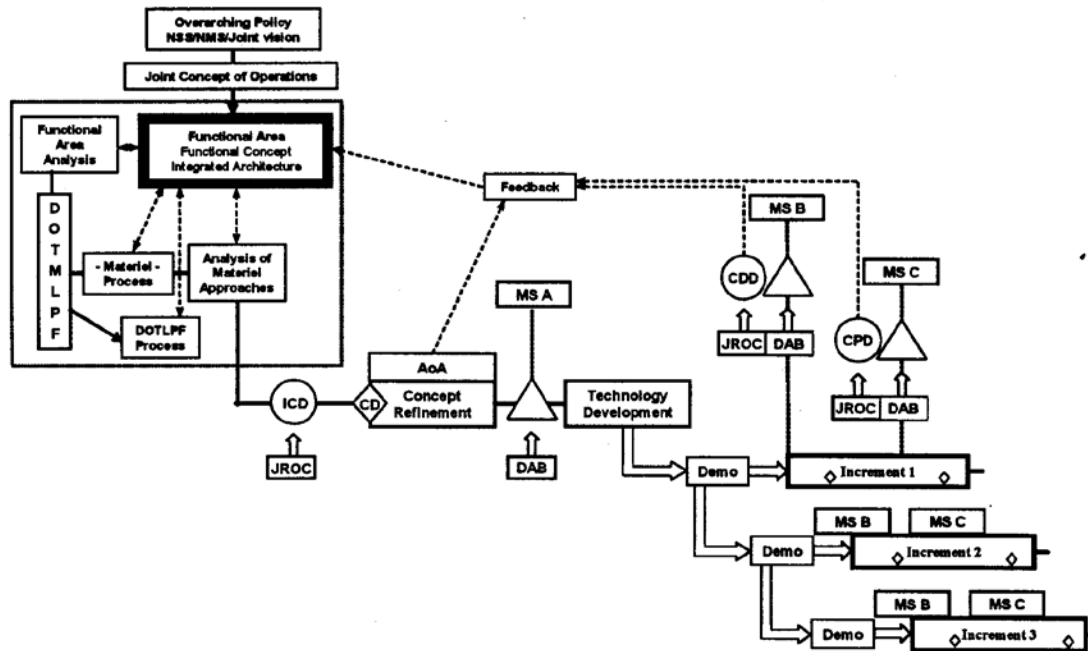 Overarching Policy
NSS/NMS/Joint vision
Joint Concept of Operations
Functional
Area
Analysis
Functional Area
Functional Concept
Integrated Architecture
D
O
T
M
L
P
F
- Materiel -
Process
Analysis of
Materiel
Approaches
DOTLPF
Process
Feedback
MS B
CDD
JROC
DAB
MS C
CPD
JROC
DAB
MS A
AoA
ICD
CD
Concept
Refinement
Technology
Development
JROC
DAB
Demo
Increment 1
MS B
MS C
Demo
Increment 2
MS B
MS C
Demo
Increment 3